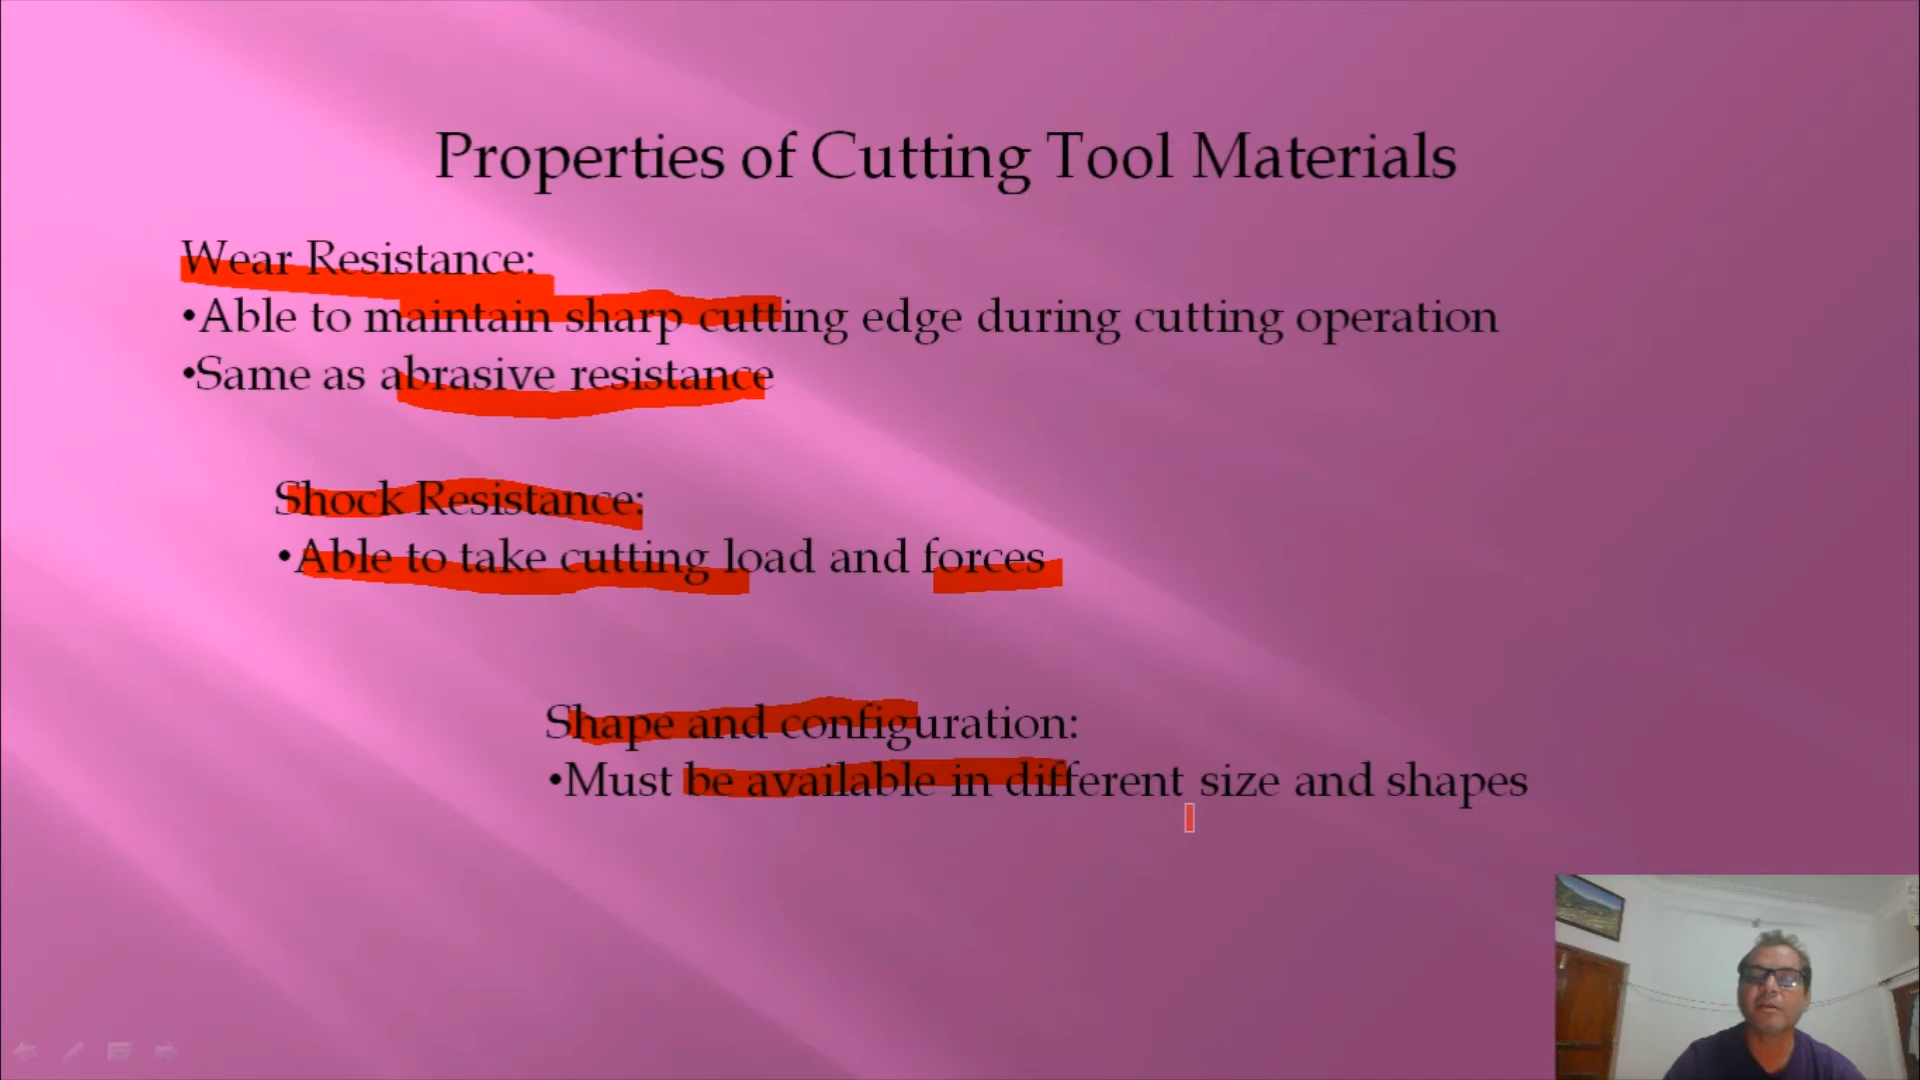 Properties of Cutting Tool Materials
Wear Resistance:
•Able to maintain sharp cutting edge during cutting operation
•Same as abrasive resistance
Shock Resistance:
•Able to take cutting load and forces
Shape and configuration:
•Must be available in different size and shapes